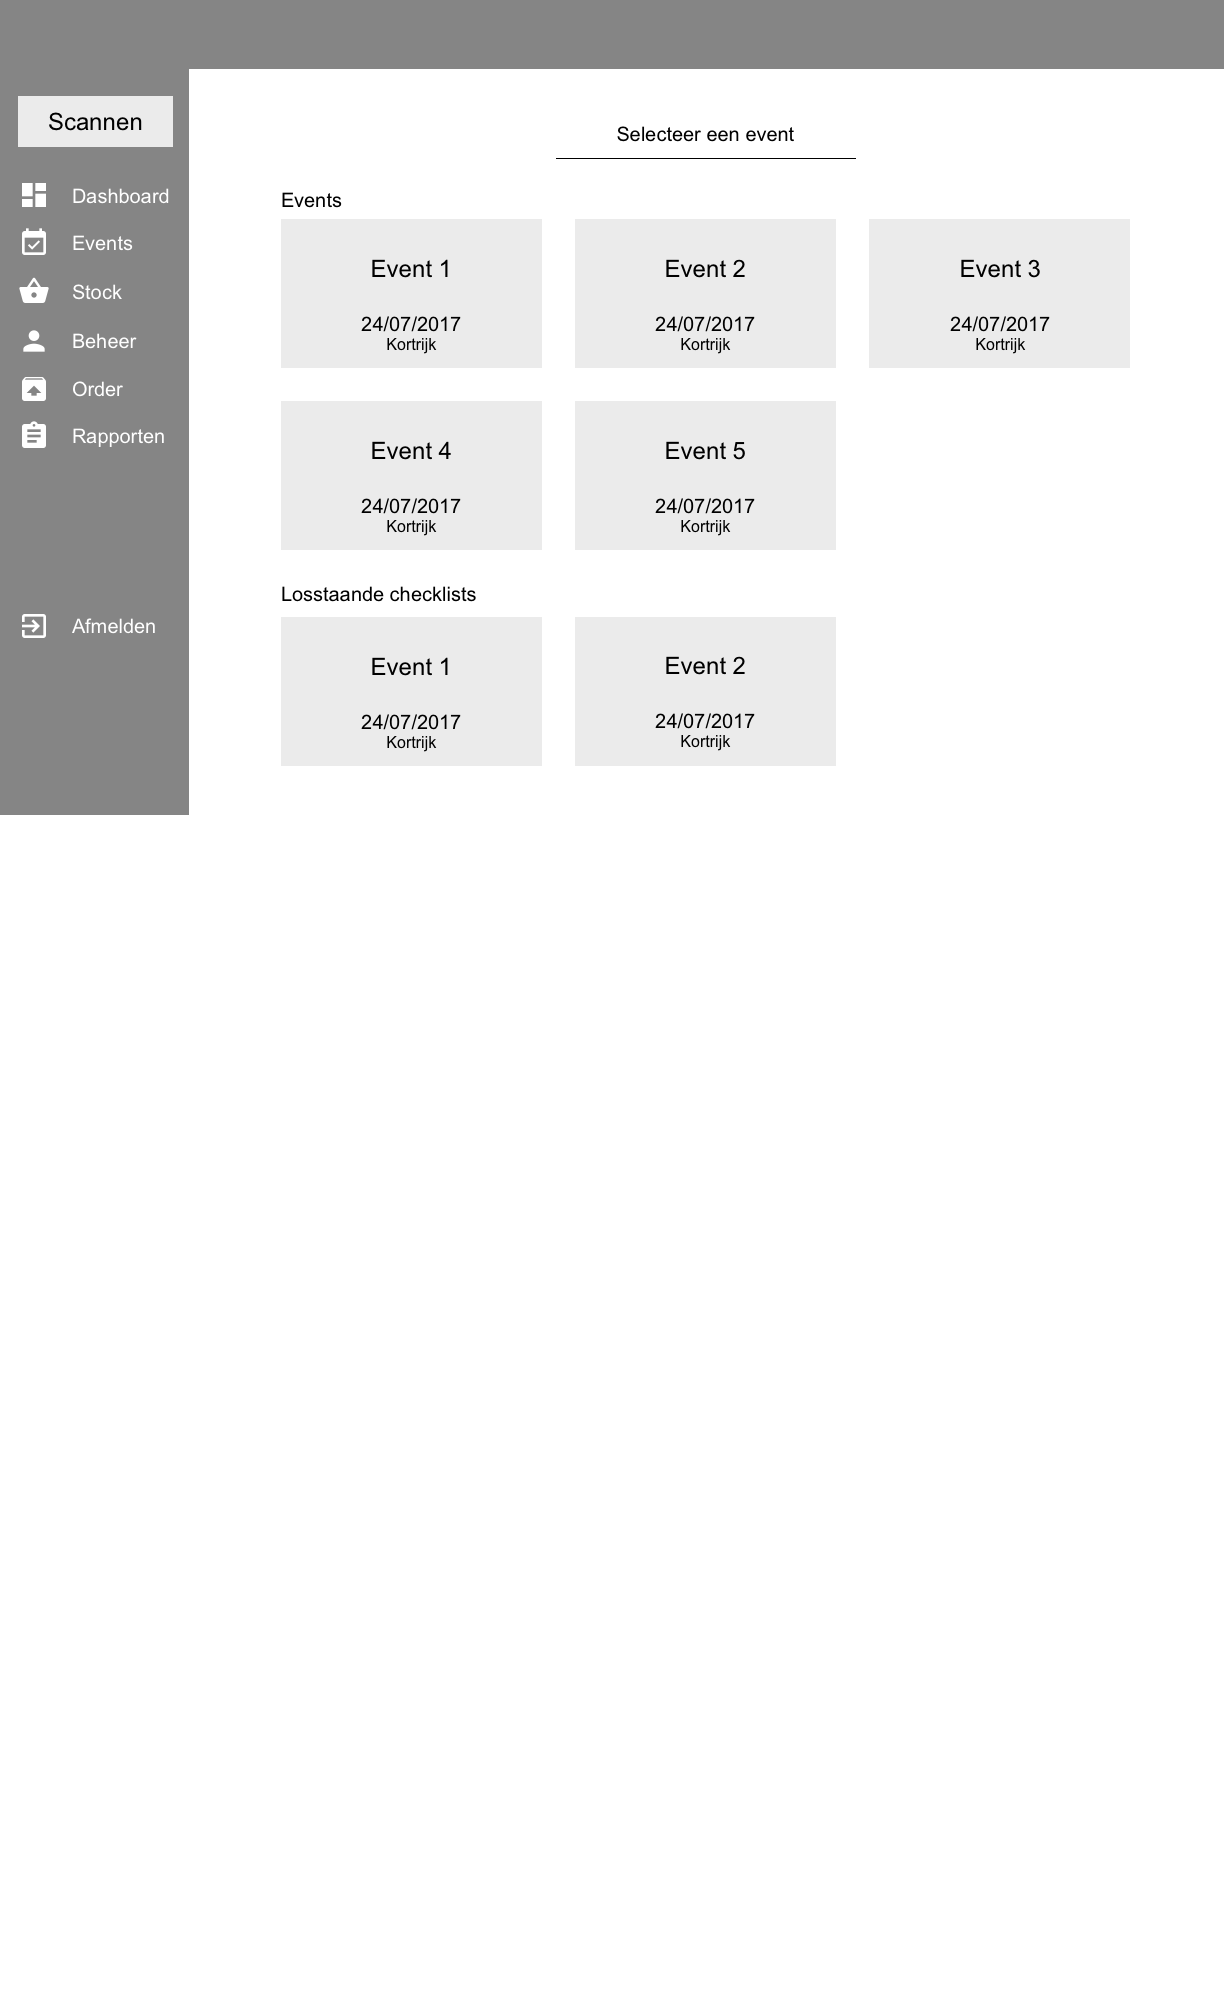 Scannen
Dashboard
Events
Stock
Beheer
Order
Rapporten
Afmelden
Selecteer een event
Events
Event 1
24/07/2017
Kortrijk
Event 2
24/07/2017
Kortrijk
Event 3
24/07/2017
Kortrijk
Event 4
24/07/2017
Kortrijk
Event 5
24/07/2017
Kortrijk
Losstaande checklists
Event 1
24/07/2017
Kortrijk
Event 2
24/07/2017
Kortrijk